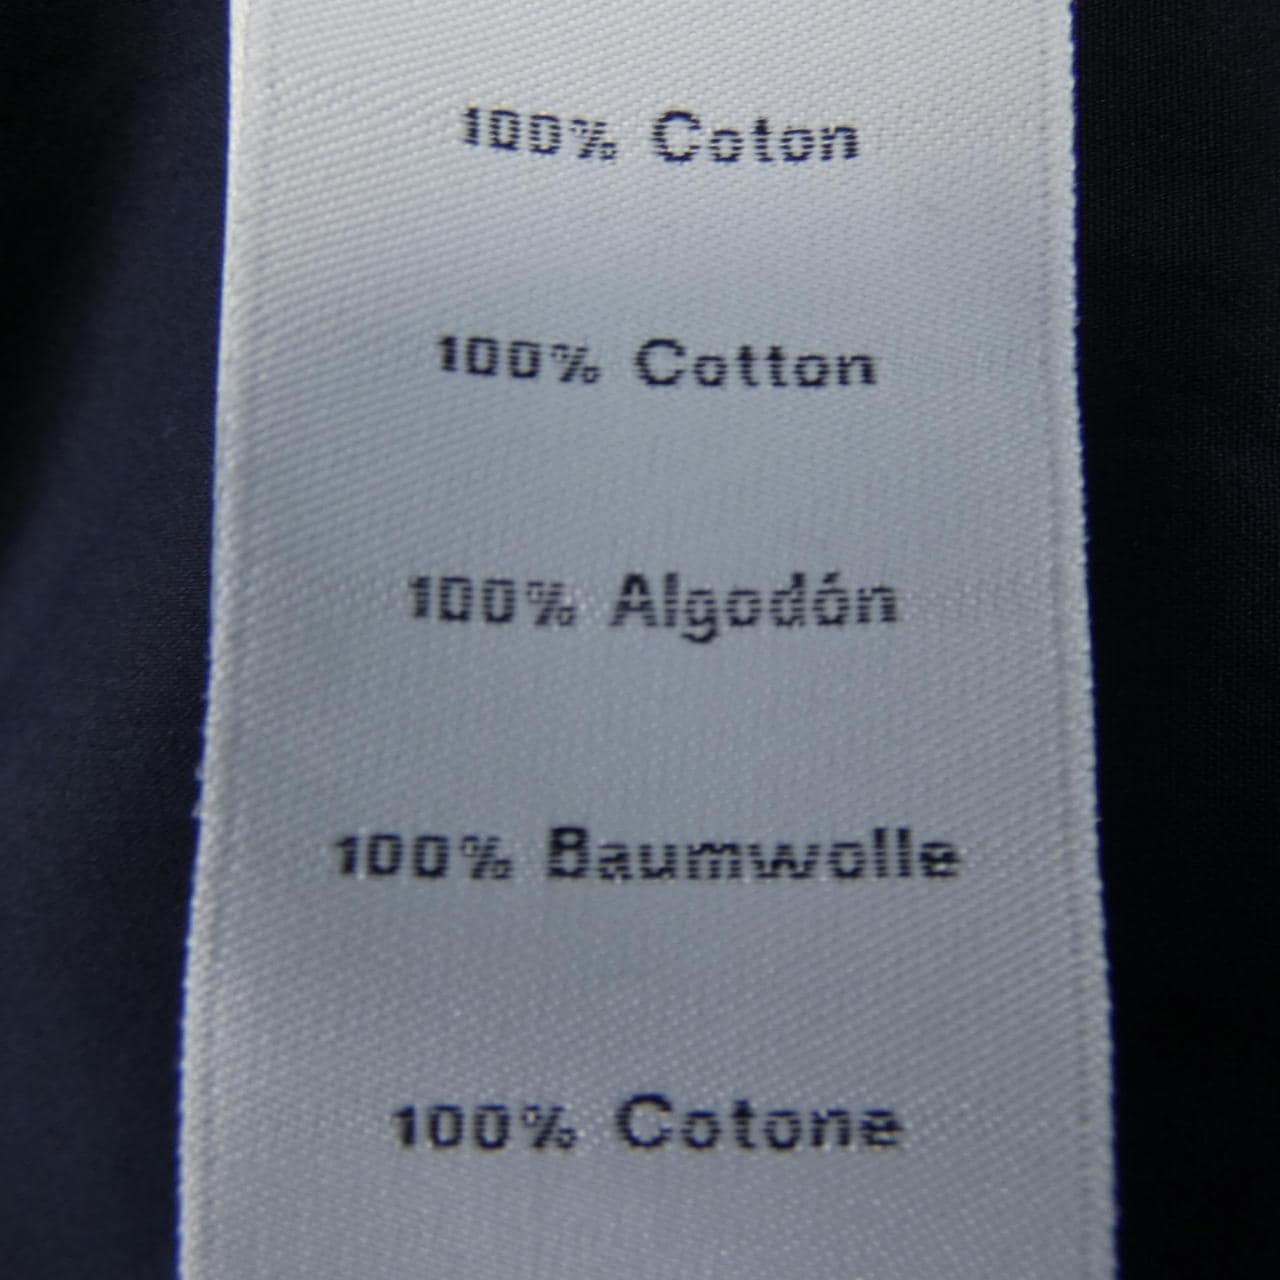 100% Coton
100% Cotton
100% Algodón
100% Baumwolle
100% Cotone